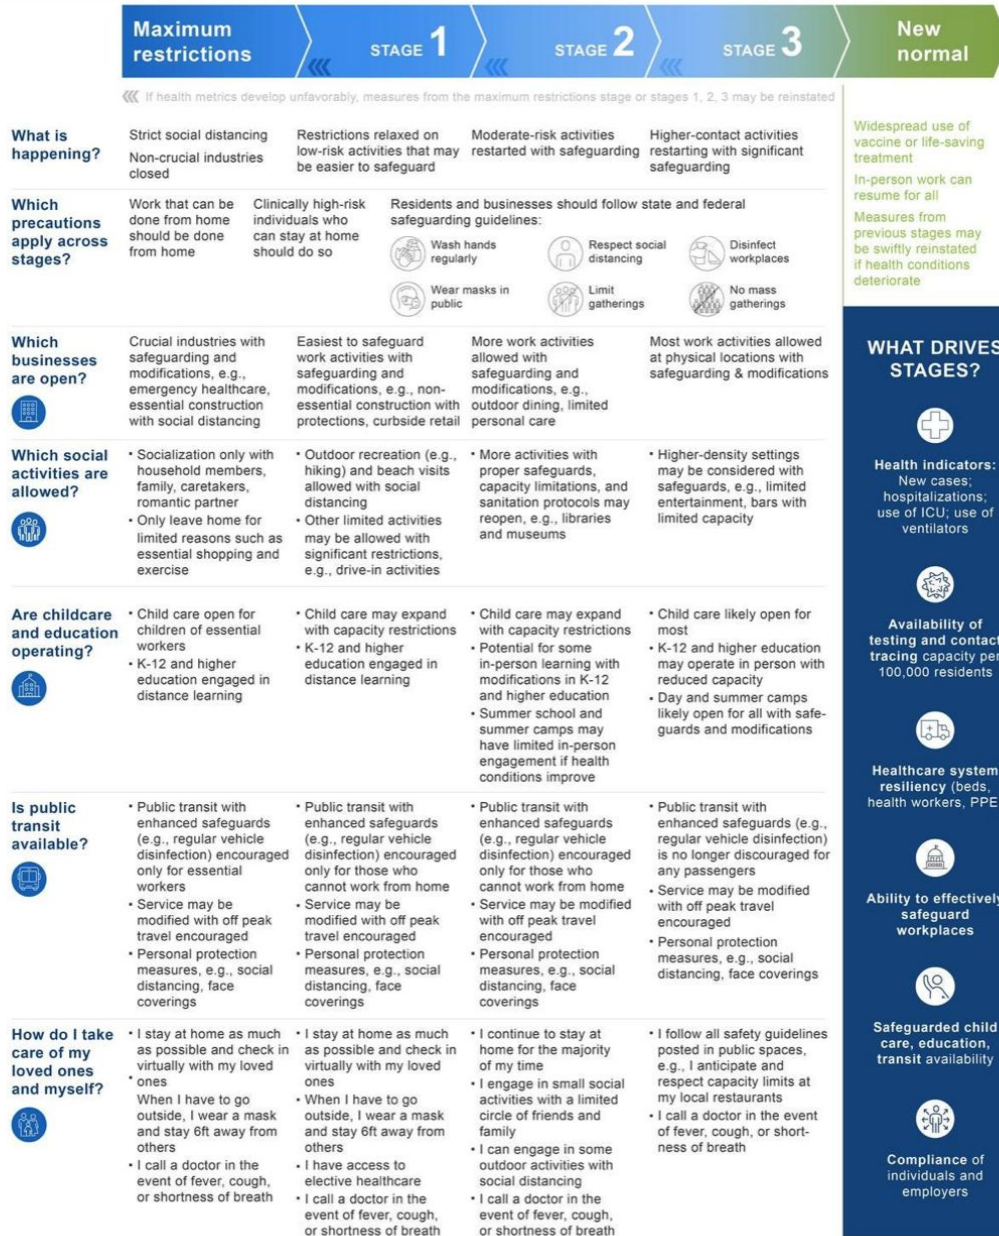 Maximum
restrictions
STAGE 1
STAGE 2
STAGE 3
New
normal
If health metrics develop unfavorably, measures from the maximum restrictions stage or stages 1, 2, 3 may be reinstated
What is
happening?
Strict social distancing
Non-crucial industries
closed
Restrictions relaxed on
low-risk activities that may
be easier to safeguard
Moderate-risk activities
restarted with safeguarding
Higher-contact activities
restarting with significant
safeguarding
Widespread use of
vaccine or life-saving
treatment
In-person work can
resume for all
Measures from
previous stages may
be swiftly reinstated
if health conditions
deteriorate
Which
precautions
apply across
stages?
Work that can be
done from home
should be done
from home
Clinically high-risk
individuals who
can stay at home
should do so
Residents and businesses should follow state and federal
safeguarding guidelines:
Wash hands
regularly
Respect social
distancing
Disinfect
workplaces
Wear masks in
public
Limit
gatherings
No mass
gatherings
Which
businesses
are open?
Crucial industries with
safeguarding and
modifications, e.g.,
emergency healthcare,
essential construction
with social distancing
Easiest to safeguard
work activities with
safeguarding and
modifications, e.g., non-
essential construction with
protections, curbside retail
More work activities
allowed with
safeguarding and
modifications, e.g.,
outdoor dining, limited
personal care
Most work activities allowed
at physical locations with
safeguarding & modifications
Which social
activities are
allowed?
• Socialization only with
household members,
family, caretakers,
romantic partner
• Only leave home for
limited reasons such as
essential shopping and
exercise
• Outdoor recreation (e.g.,
hiking) and beach visits
allowed with social
distancing
• Other limited activities
may be allowed with
significant restrictions,
e.g., drive-in activities
• More activities with
proper safeguards,
capacity limitations, and
sanitation protocols may
reopen, e.g., libraries
and museums
• Higher-density settings
may be considered with
safeguards, e.g., limited
entertainment, bars with
limited capacity
Are childcare
and education
operating?
• Child care open for
children of essential
workers
• K-12 and higher
education engaged in
distance learning
• Child care may expand
with capacity restrictions
• K-12 and higher
education engaged in
distance learning
• Child care may expand
with capacity restrictions
• Potential for some
in-person learning with
modifications in K-12
and higher education
• Summer school and
summer camps may
have limited in-person
engagement if health
conditions improve
• Child care likely open for
most
• K-12 and higher education
may operate in person with
reduced capacity
• Day and summer camps
likely open for all with safe-
guards and modifications
Is public
transit
available?
• Public transit with
enhanced safeguards
(e.g., regular vehicle
disinfection) encouraged
only for essential
workers
• Service may be
modified with off peak
travel encouraged
• Personal protection
measures, e.g., social
distancing, face
coverings
• Public transit with
enhanced safeguards
(e.g., regular vehicle
disinfection) encouraged
only for those who
cannot work from home
• Service may be
modified with off peak
travel encouraged
• Personal protection
measures, e.g., social
distancing, face
coverings
• Public transit with
enhanced safeguards
(e.g., regular vehicle
disinfection) encouraged
only for those who
cannot work from home
• Service may be modified
with off peak travel
encouraged
• Personal protection
measures, e.g., social
distancing, face
coverings
• Public transit with
enhanced safeguards (e.g.,
regular vehicle disinfection)
is no longer discouraged for
any passengers
• Service may be modified
with off peak travel
encouraged
• Personal protection
measures, e.g., social
distancing, face coverings
How do I take
care of my
loved ones
and myself?
• I stay at home as much
as possible and check in
virtually with my loved
• ones
When I have to go
outside, I wear a mask
and stay 6ft away from
others
• I call a doctor in the
event of fever, cough,
or shortness of breath
• I stay at home as much
as possible and check in
virtually with my loved
ones
• When I have to go
outside, I wear a mask
and stay 6ft away from
others
• I have access to
elective healthcare
• I call a doctor in the
event of fever, cough,
or shortness of breath
• I continue to stay at
home for the majority
of my time
• I engage in small social
activities with a limited
circle of friends and
family
• I can engage in some
outdoor activities with
social distancing
• I call a doctor in the
event of fever, cough,
or shortness of breath
• I follow all safety guidelines
posted in public spaces,
e.g., I anticipate and
respect capacity limits at
my local restaurants
• I call a doctor in the event
of fever, cough, or short-
ness of breath
WHAT DRIVES
STAGES?
Health indicators:
New cases;
hospitalizations;
use of ICU; use of
ventilators
Availability of
testing and contact
tracing capacity per
100,000 residents
Healthcare system
resiliency (beds,
health workers, PPE
Ability to effectively
safeguard
workplaces
Safeguarded child
care, education,
transit availability
Compliance of
individuals and
employers